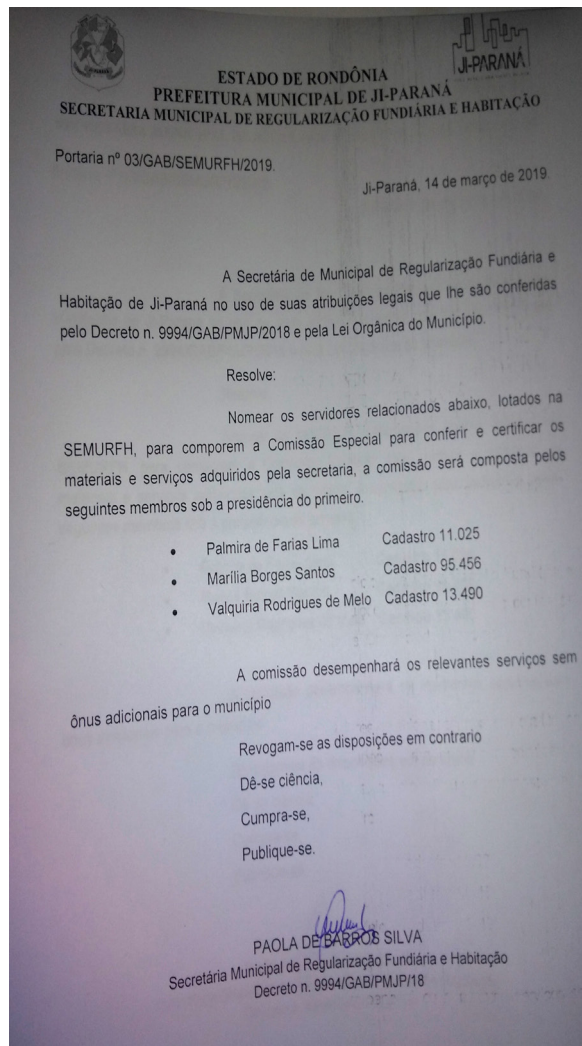 JI-PARANÁ
ESTADO DE RONDÔNIA
PREFEITURA MUNICIPAL DE JI-PARANÁ
SECRETARIA MUNICIPAL DE REGULARIZAÇÃO FUNDIÁRIA E HABITAÇÃO
Portaria nº 03/GAB/SEMURFH/2019.
Ji-Paraná, 14 de março de 2019.
A Secretária de Municipal de Regularização Fundiária e
Habitação de Ji-Paraná no uso de suas atribuições legais que lhe são conferidas
pelo Decreto n. 9994/GAB/PMJP/2018 e pela Lei Orgânica do Município.
Resolve:
Nomear os servidores relacionados abaixo, lotados na
SEMURFH, para comporem a Comissão Especial para conferir e certificar os
materiais e serviços adquiridos pela secretaria, a comissão será composta pelos
seguintes membros sob a presidência do primeiro.
• Palmira de Farias Lima Cadastro 11.025
• Marília Borges Santos Cadastro 95.456
• Valquiria Rodrigues de Melo Cadastro 13.490
A comissão desempenhará os relevantes serviços sem
ônus adicionais para o município
Revogam-se as disposições em contrario
Dê-se ciência,
Cumpra-se,
Publique-se.
PAOLA DE BARROS SILVA
Secretária Municipal de Regularização Fundiária e Habitação
Decreto n. 9994/GAB/PMJP/18